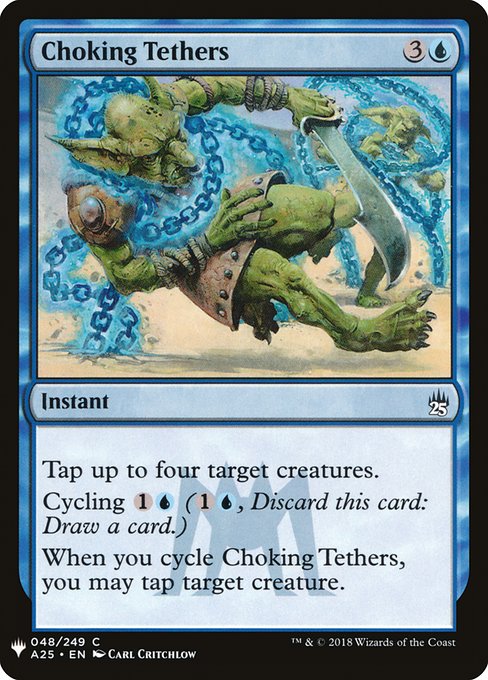 Choking Tethers 3
Instant
25
Tap up to four target creatures.
Cycling 1 (1, Discard this card:
Draw a card.)
When you cycle Choking Tethers,
you may tap target creature.
048/249 C
A25 • EN Carl Critchlow
™ & © 2018 Wizards of the Coast